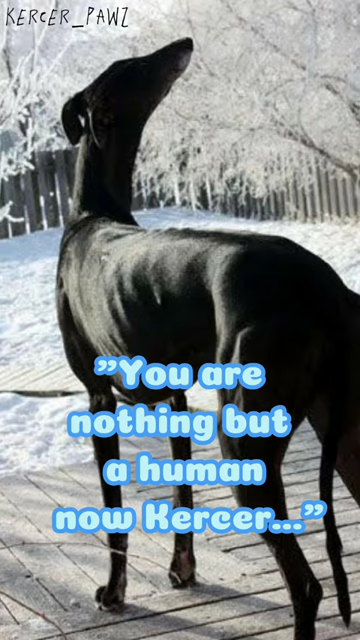 KERCER_PAWZ
”You are
nothing but
a human
now Kercer...”